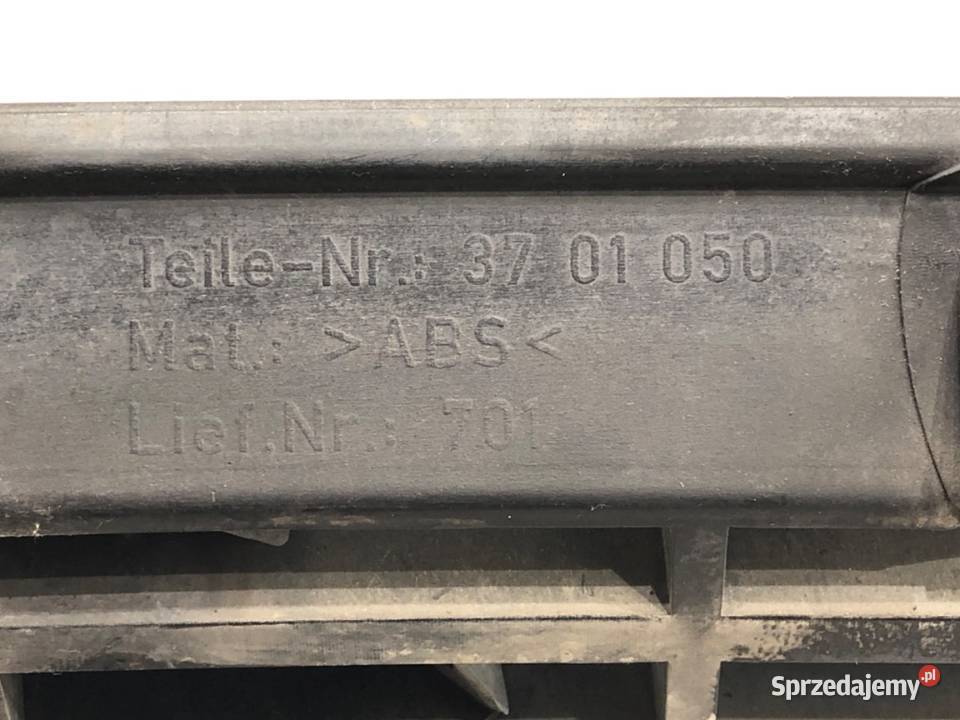 Teile-Nr.: 37 01 050
Mat.: >ABS<
Lief.Nr.: 701
Sprzedajemy.pl